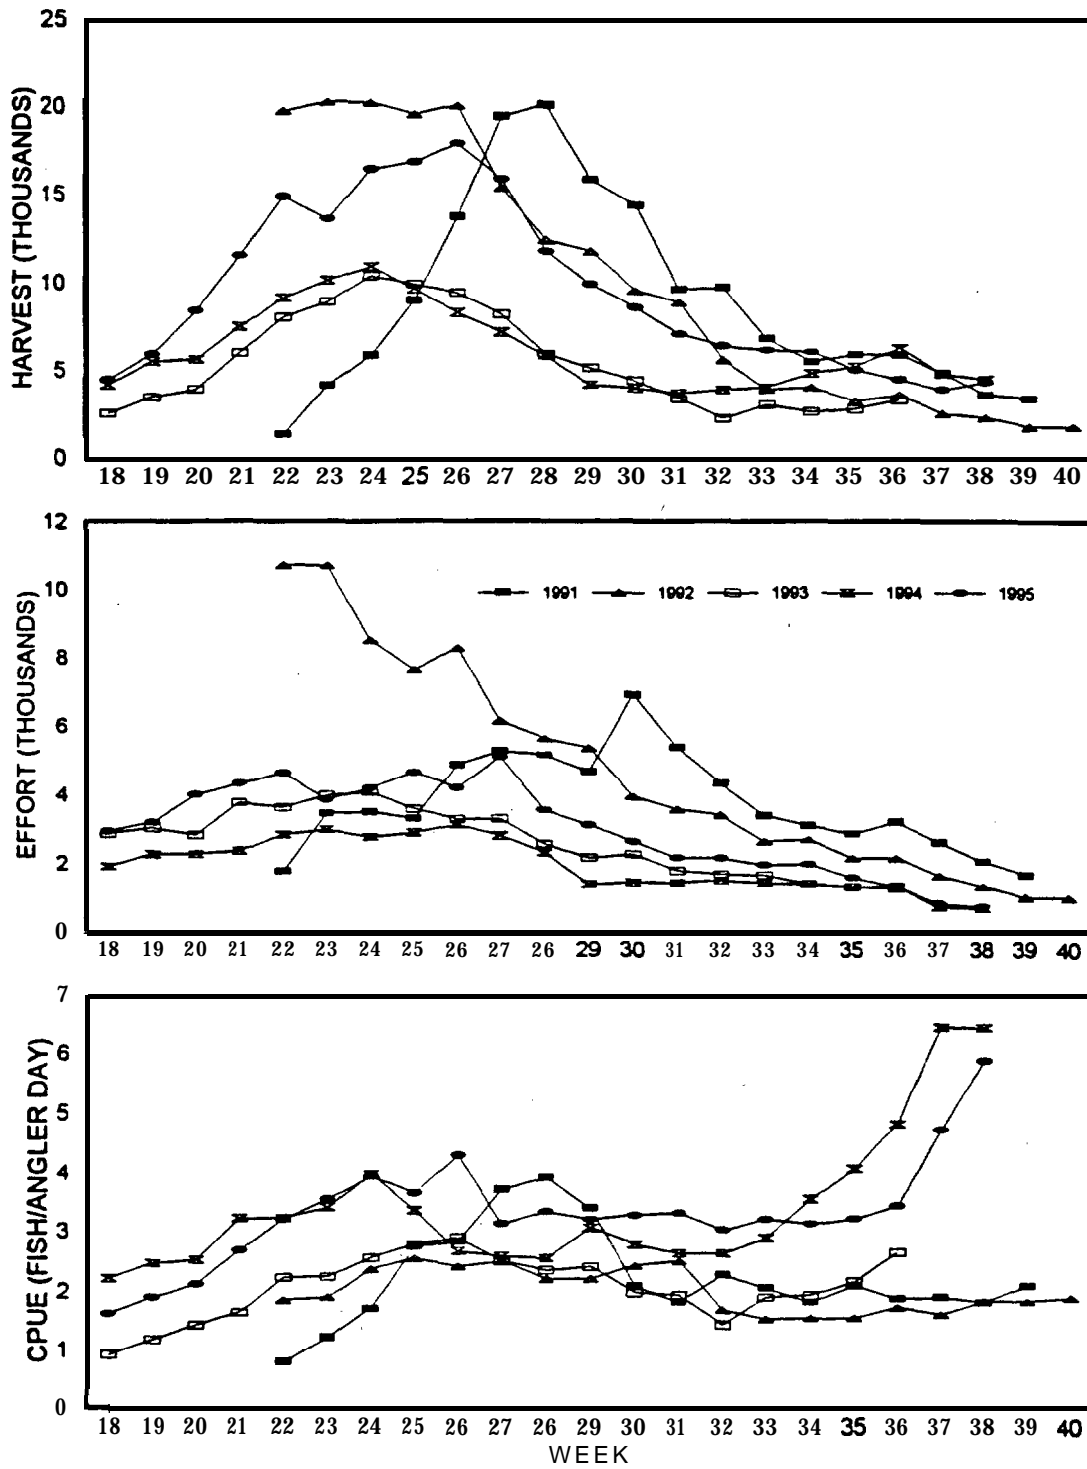 HARVEST (THOUSANDS)
25
20
15
10
5
0
18 19 20 21 22 23 24 25 26 27 28 29 30 31 32 33 34 35 36 37 38 39 40
EFFORT (THOUSANDS)
12
10
8
6
4
2
0
1991 1992 1993 1994 1995
18 19 20 21 22 23 24 25 26 27 26 29 30 31 32 33 34 35 36 37 38 39 40
CPUE (FISH/ANGLER DAY)
7
6
5
4
3
2
1
0
18 19 20 21 22 23 24 25 26 27 26 29 30 31 32 33 34 35 36 37 38 39 40
WEEK